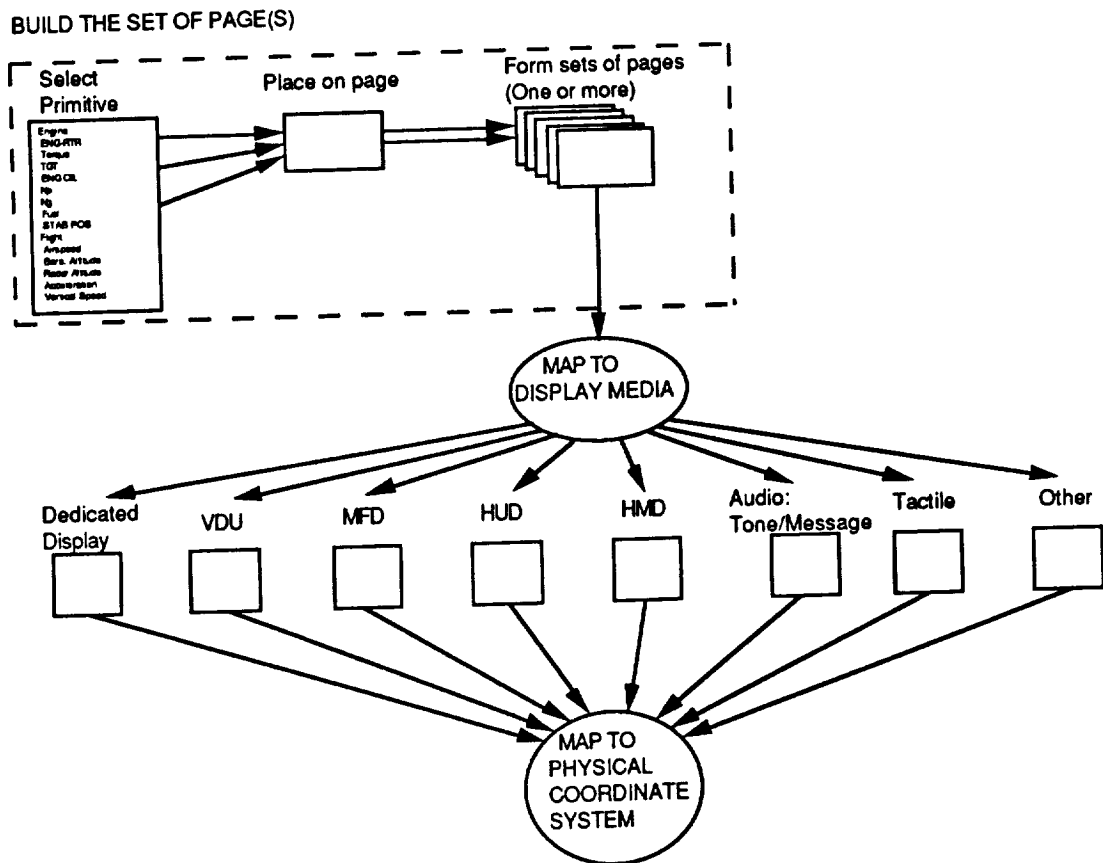 BUILD THE SET OF PAGE(S)
Select
Primitive
Place on page
Form sets of pages
(One or more)
Engine
ENG-RTR
Torque
TGT
ENG OIL
Np
Ng
Fuel
STAB POS
Flight
Airspeed
Baro. Altitude
Radar Altitude
Acceleration
Vertical Speed
MAP TO
DISPLAY MEDIA
Dedicated
Display
VDU
MFD
HUD
HMD
Audio:
Tone/Message
Tactile
Other
MAP TO
PHYSICAL
COORDINATE
SYSTEM